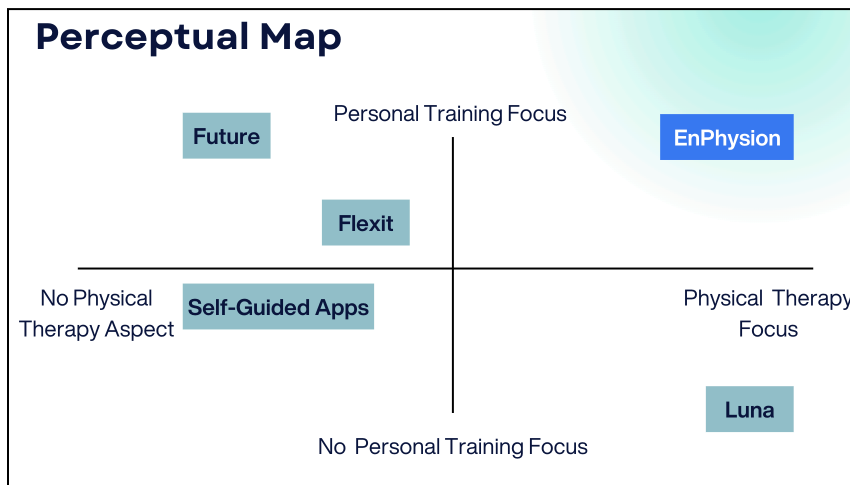 Perceptual Map
Personal Training Focus
Future
EnPhysion
Flexit
No Physical
Therapy Aspect
Self-Guided Apps
Physical Therapy
Focus
Luna
No Personal Training Focus